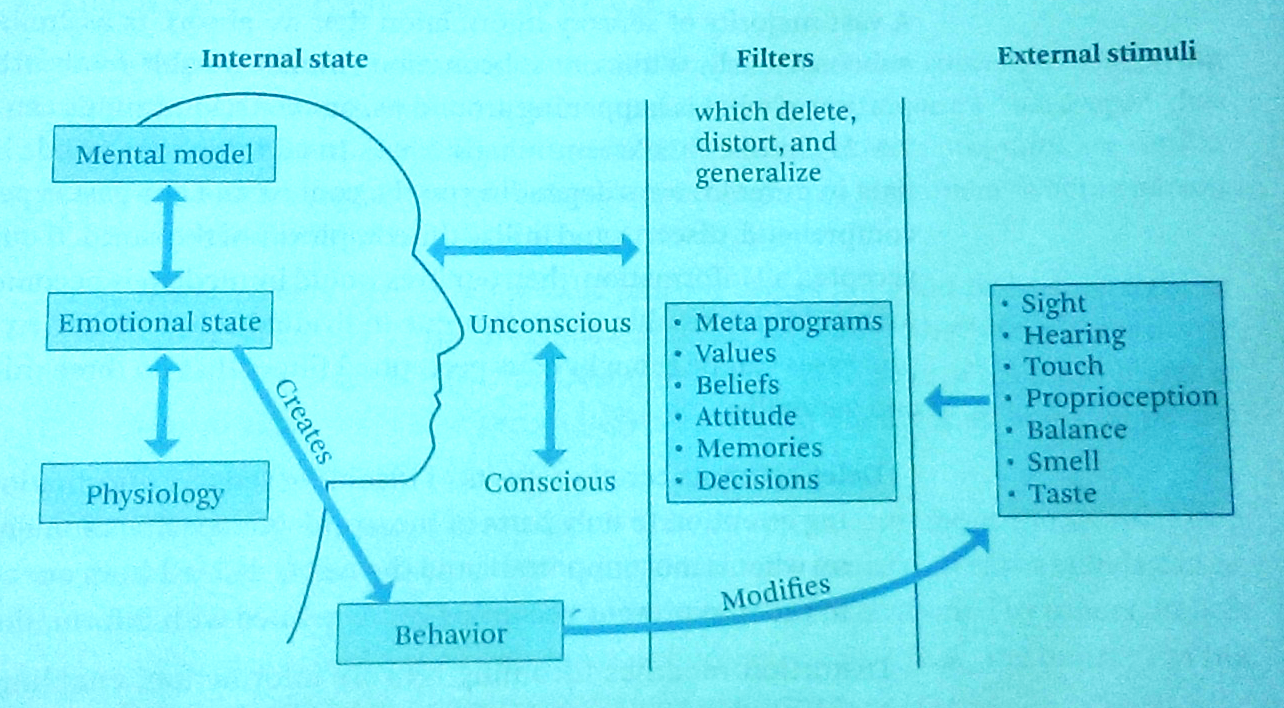 Internal state
Filters
External stimuli
which delete,
distort, and
generalize
Mental model
Emotional state
Physiology
Creates
Unconscious
Conscious
• Meta programs
• Values
• Beliefs
• Attitude
• Memories
• Decisions
• Sight
• Hearing
• Touch
• Proprioception
• Balance
• Smell
• Taste
Behavior
Modifies